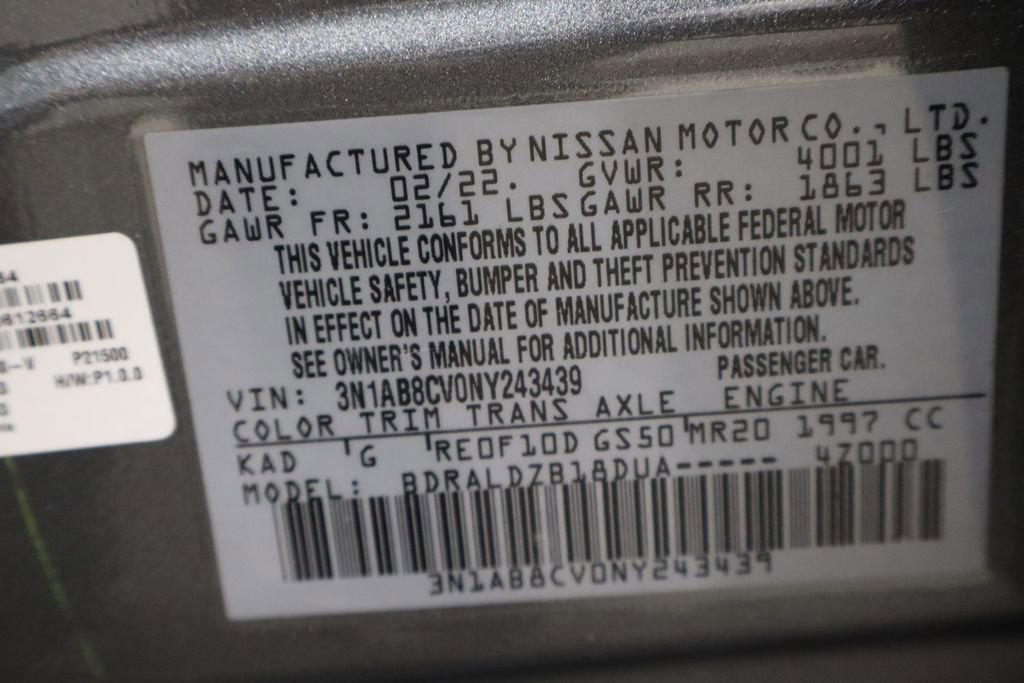 MANUFACTURED BY NISSAN MOTOR CO., LTD.
DATE: 02/22. GVWR: 4001 LBS
GAWR FR: 2161 LBS GAWR RR: 1863 LBS
THIS VEHICLE CONFORMS TO ALL APPLICABLE FEDERAL MOTOR
VEHICLE SAFETY, BUMPER AND THEFT PREVENTION STANDARDS
IN EFFECT ON THE DATE OF MANUFACTURE SHOWN ABOVE.
SEE OWNER'S MANUAL FOR ADDITIONAL INFORMATION.
VIN: 3N1AB8CV0NY243439 PASSENGER CAR.
COLOR TRIM TRANS AXLE ENGINE
KAD G RE0F10D GS50 MR20 1997 CC
MODEL: BDRALDZB18DUA----- 4Z000
3N1AB8CV0NY243439
64
612664
-V P21500
H/W:P1.0.0